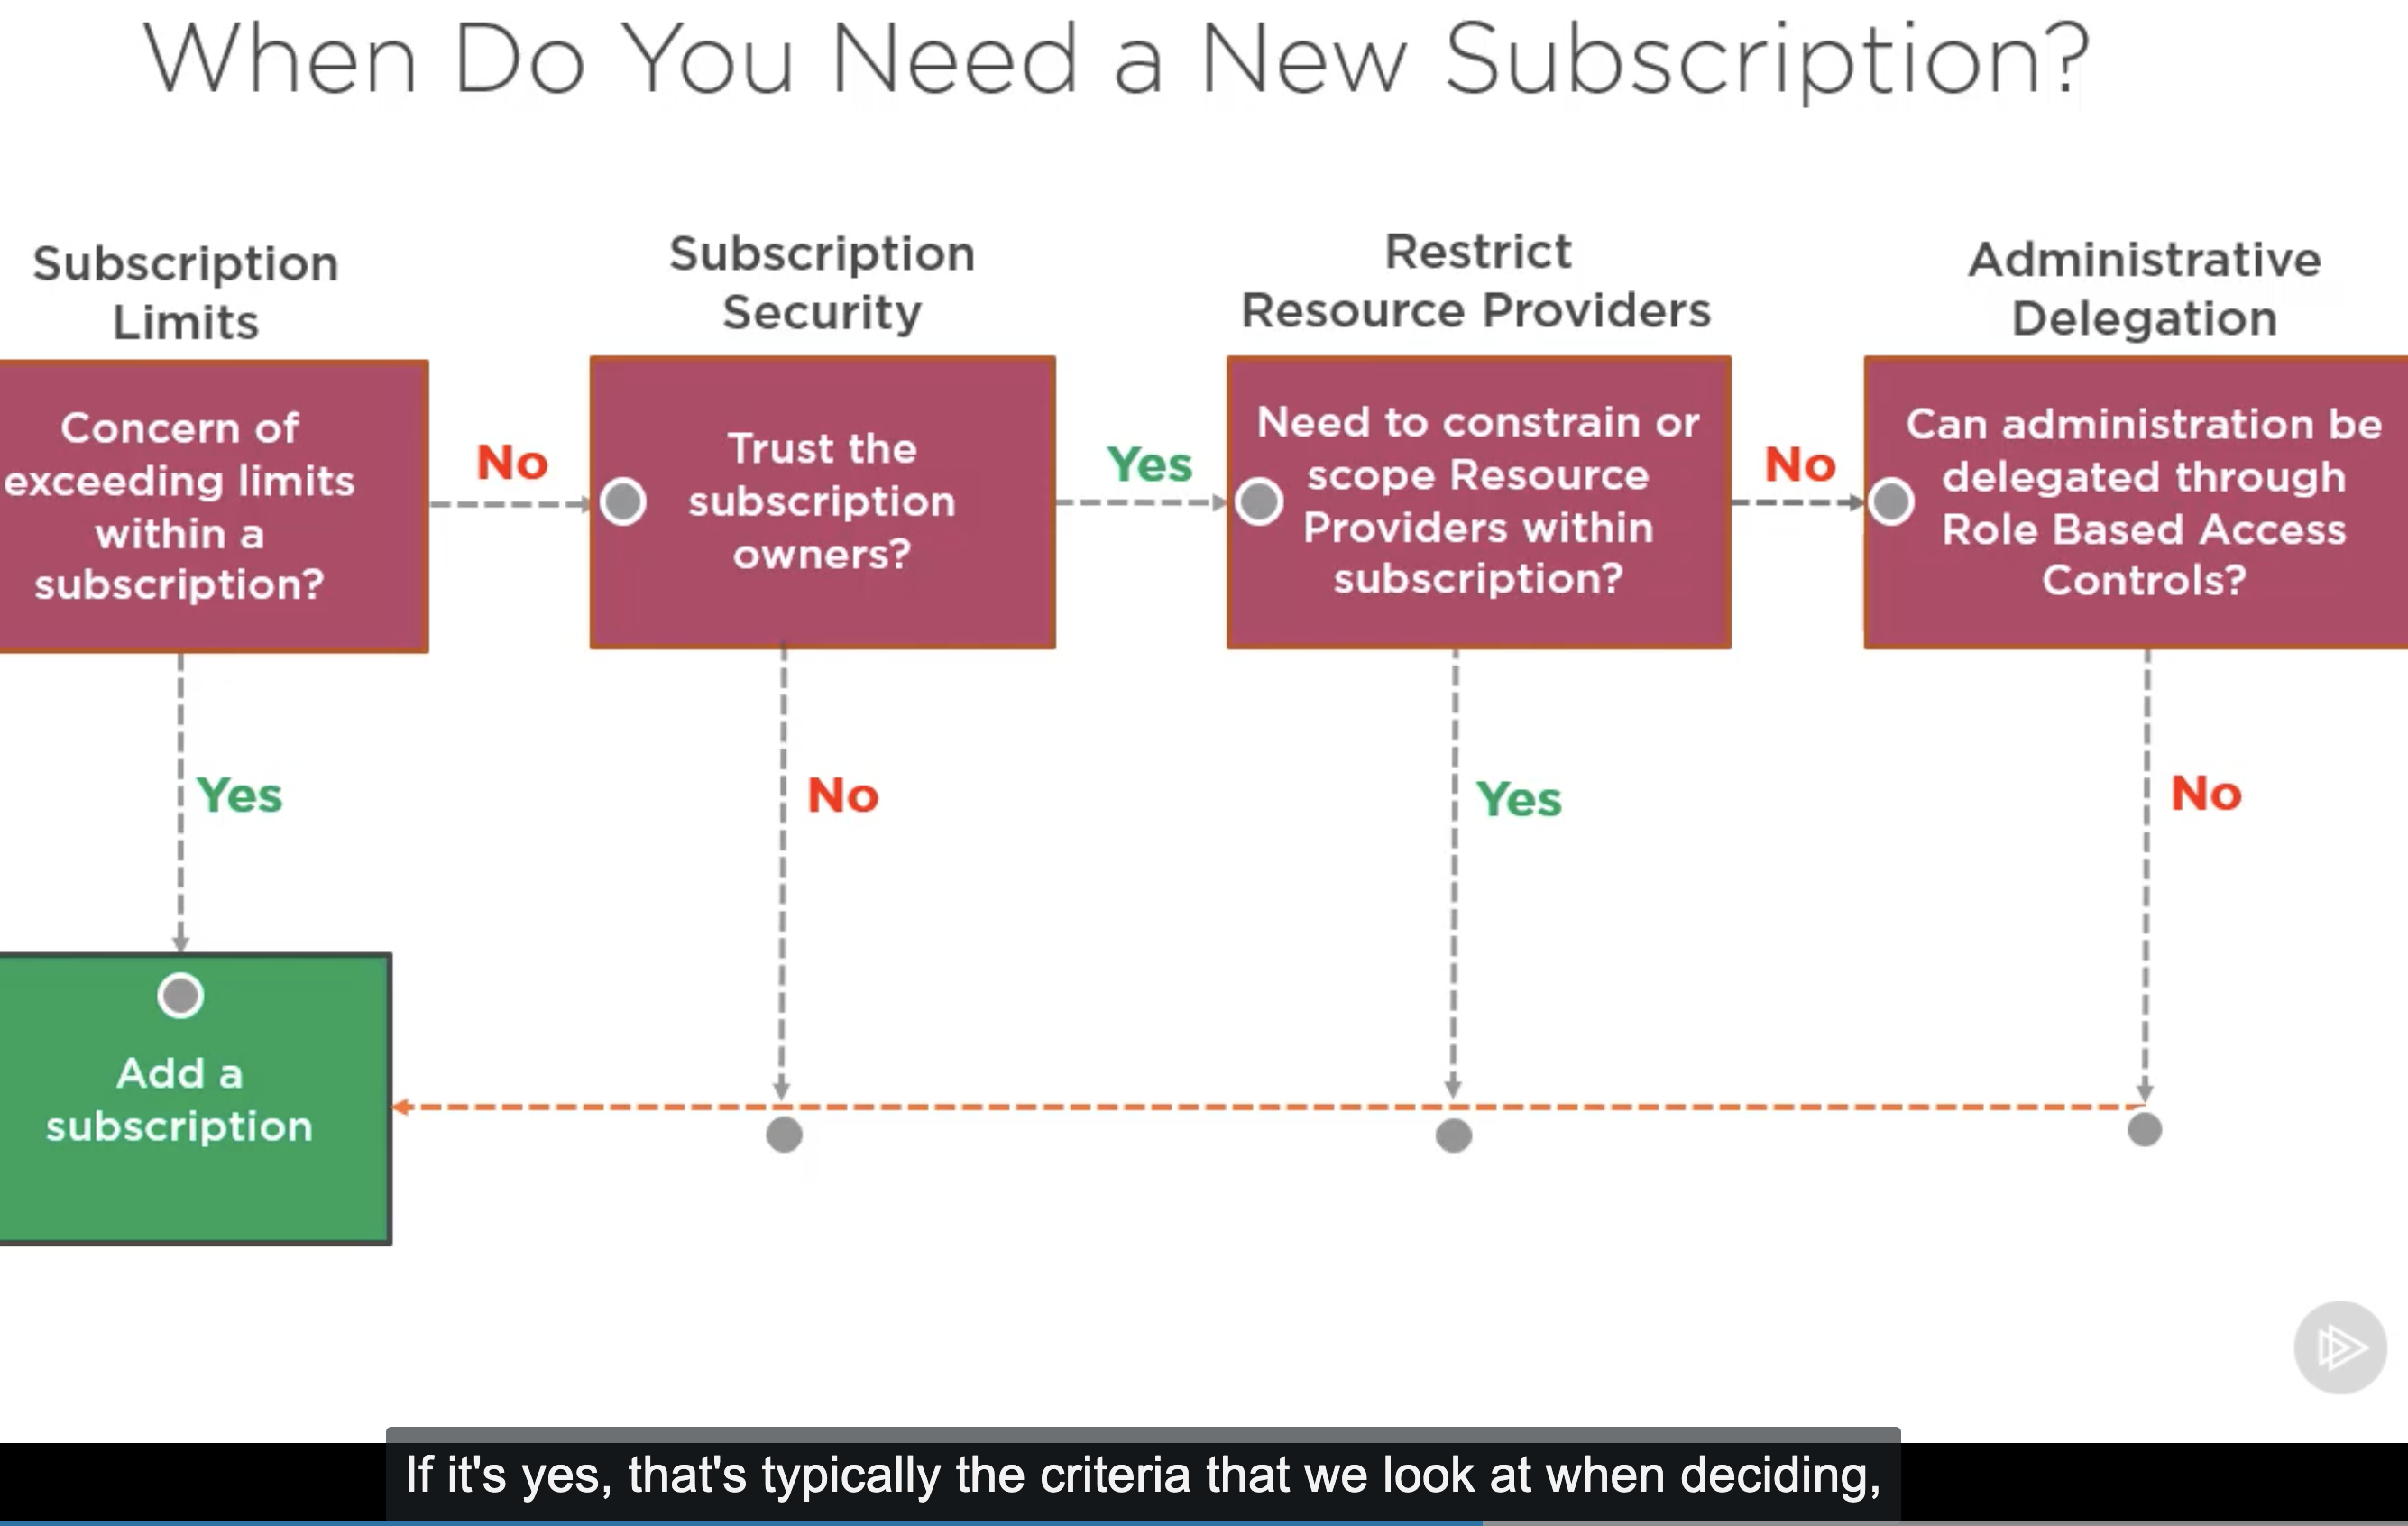 When Do You Need a New Subscription?
Subscription
Limits
Concern of
exceeding limits
within a
subscription?
No
Subscription
Security
Trust the
subscription
owners?
Yes
Restrict
Resource Providers
Need to constrain or
scope Resource
Providers within
subscription?
No
Administrative
Delegation
Can administration be
delegated through
Role Based Access
Controls?
Yes
No
Yes
No
Add a
subscription
If it's yes, that's typically the criteria that we look at when deciding,